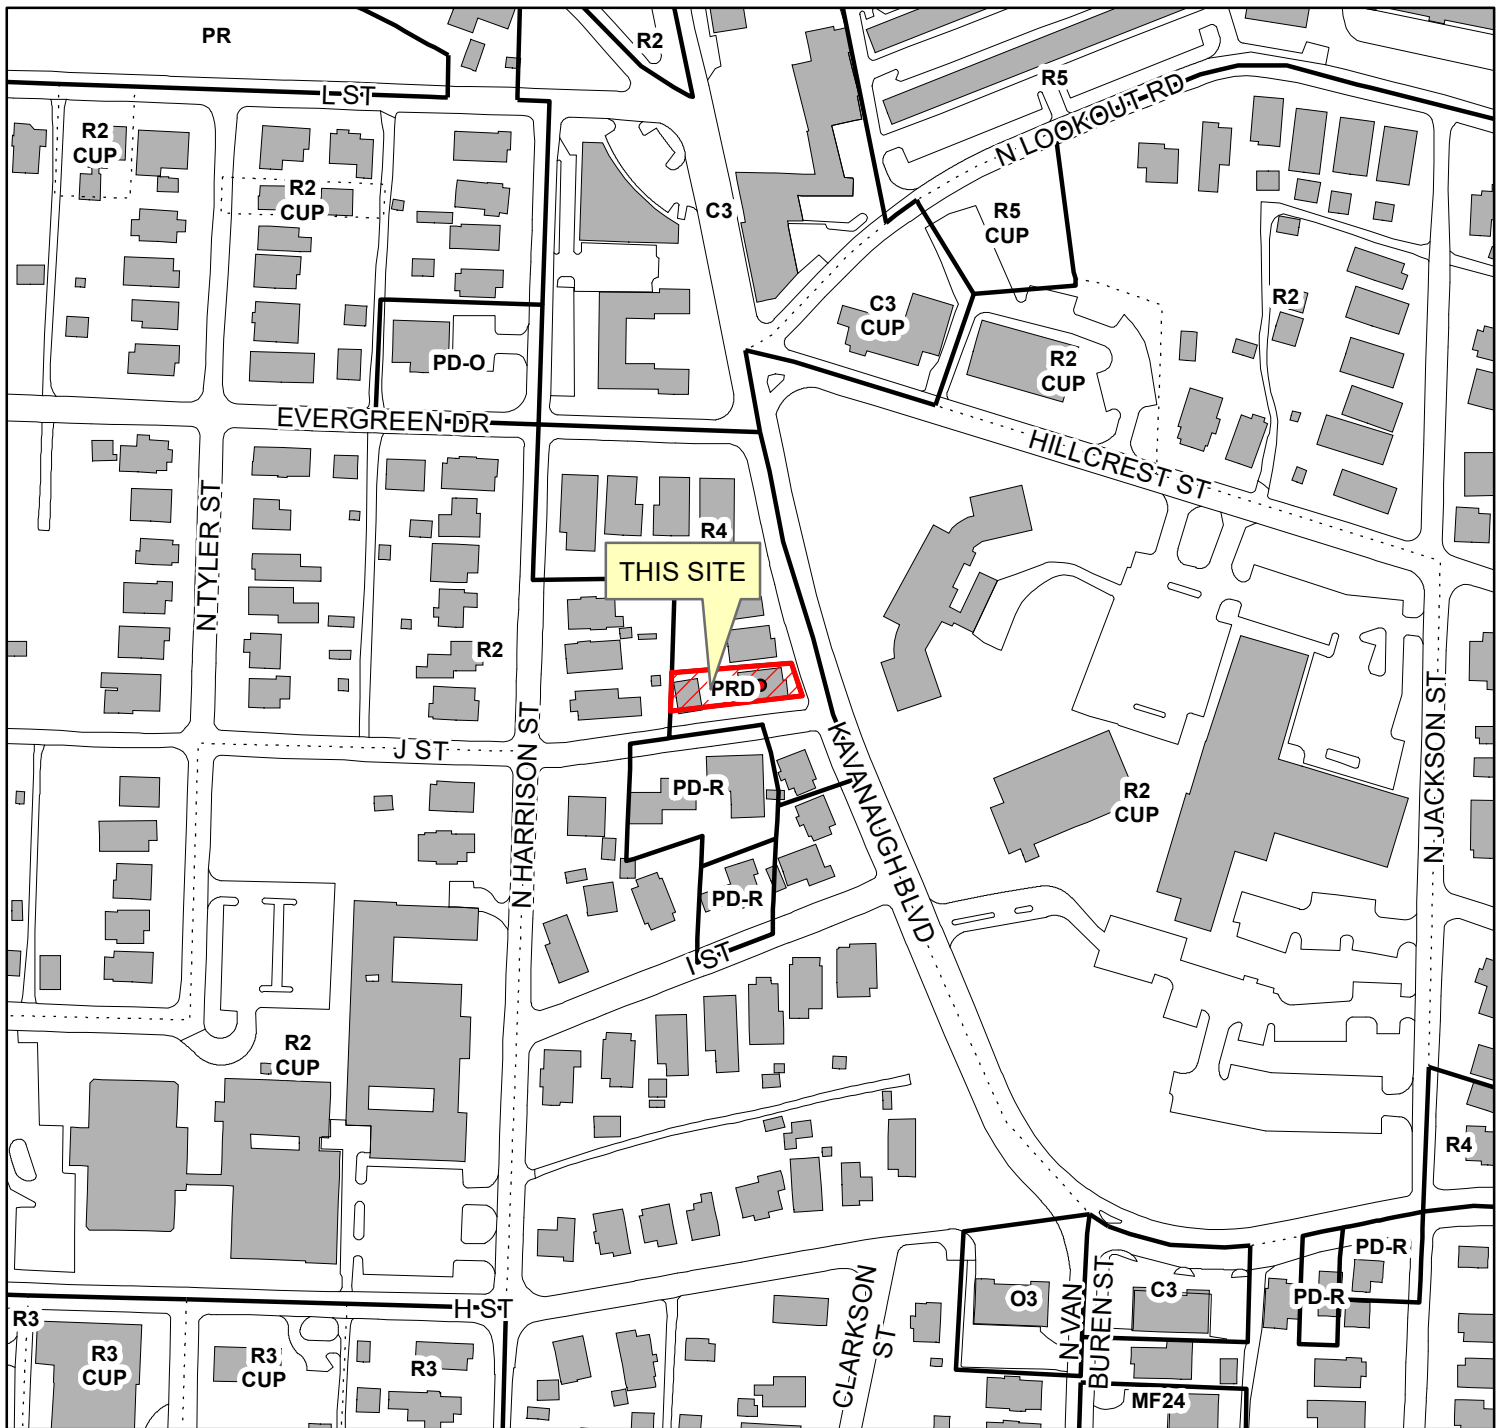 PR
R2
L ST
R5
R2
CUP
N LOOKOUT RD
R2
CUP
C3
R5
CUP
R2
C3
CUP
PD-O
R2
CUP
EVERGREEN DR
HILLCREST ST
N TYLER ST
R4
THIS SITE
R2
PRD
N HARRISON ST
J ST
KAVANAUGH BLVD
N JACKSON ST
PD-R
R2
CUP
PD-R
I ST
R2
CUP
R4
PD-R
CLARKSON
ST
O3
N VAN
BUREN ST
C3
PD-R
H ST
R3
R3
CUP
R3
CUP
R3
MF24